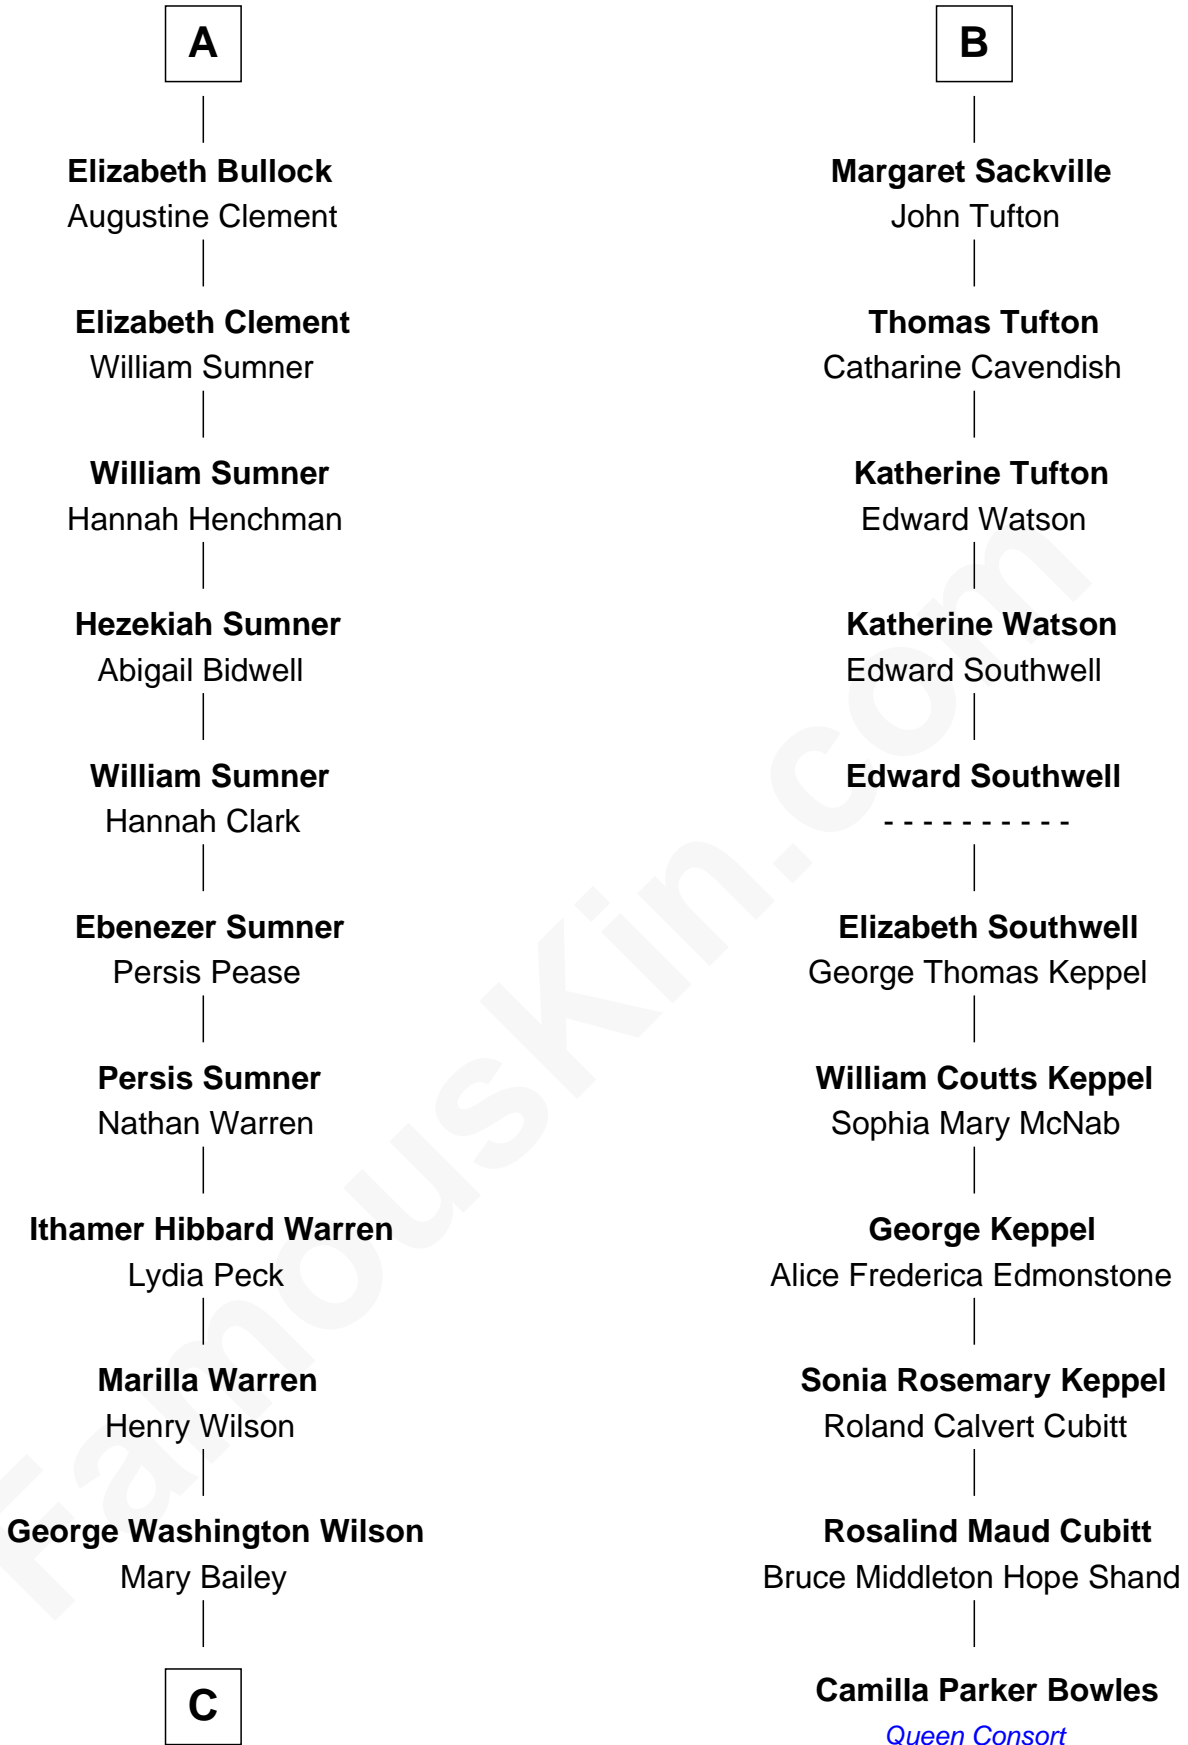 A
Elizabeth Bullock
Augustine Clement
Elizabeth Clement
William Sumner
William Sumner
Hannah Henchman
Hezekiah Sumner
Abigail Bidwell
William Sumner
Hannah Clark
Ebenezer Sumner
Persis Pease
Persis Sumner
Nathan Warren
Ithamer Hibbard Warren
Lydia Peck
Marilla Warren
Henry Wilson
George Washington Wilson
Mary Bailey
C
B
Margaret Sackville
John Tufton
Thomas Tufton
Catharine Cavendish
Katherine Tufton
Edward Watson
Katherine Watson
Edward Southwell
Edward Southwell
- - - - - - - - - -
Elizabeth Southwell
George Thomas Keppel
William Coutts Keppel
Sophia Mary McNab
George Keppel
Alice Frederica Edmonstone
Sonia Rosemary Keppel
Roland Calvert Cubitt
Rosalind Maud Cubitt
Bruce Middleton Hope Shand
Camilla Parker Bowles
Queen Consort
FamousKin.com